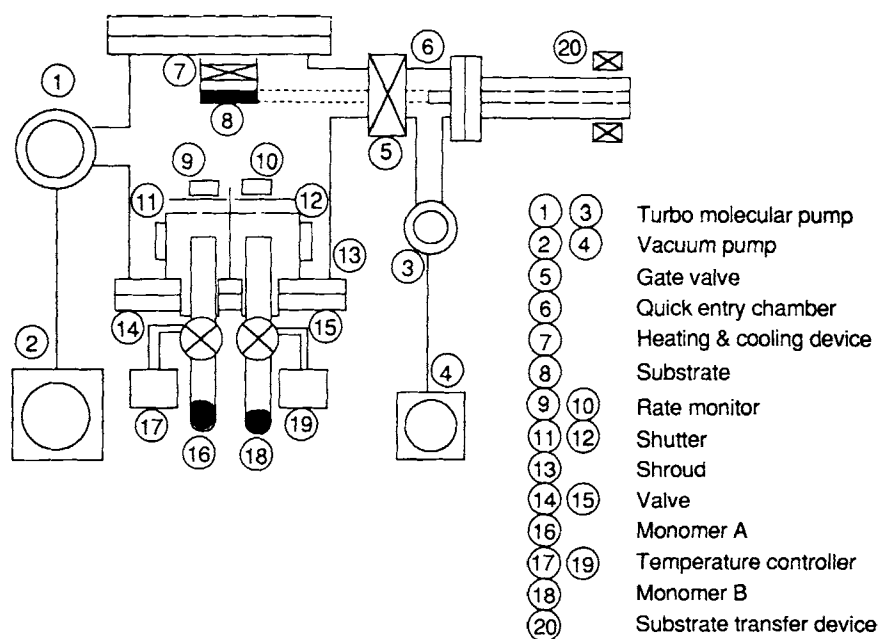 6
20
7
1
8
5
9
10
11
12
13
3
14
15
2
4
17
16
18
19
1 3 Turbo molecular pump
2 4 Vacuum pump
5 Gate valve
6 Quick entry chamber
7 Heating & cooling device
8 Substrate
9 10 Rate monitor
11 12 Shutter
13 Shroud
14 15 Valve
16 Monomer A
17 19 Temperature controller
18 Monomer B
20 Substrate transfer device